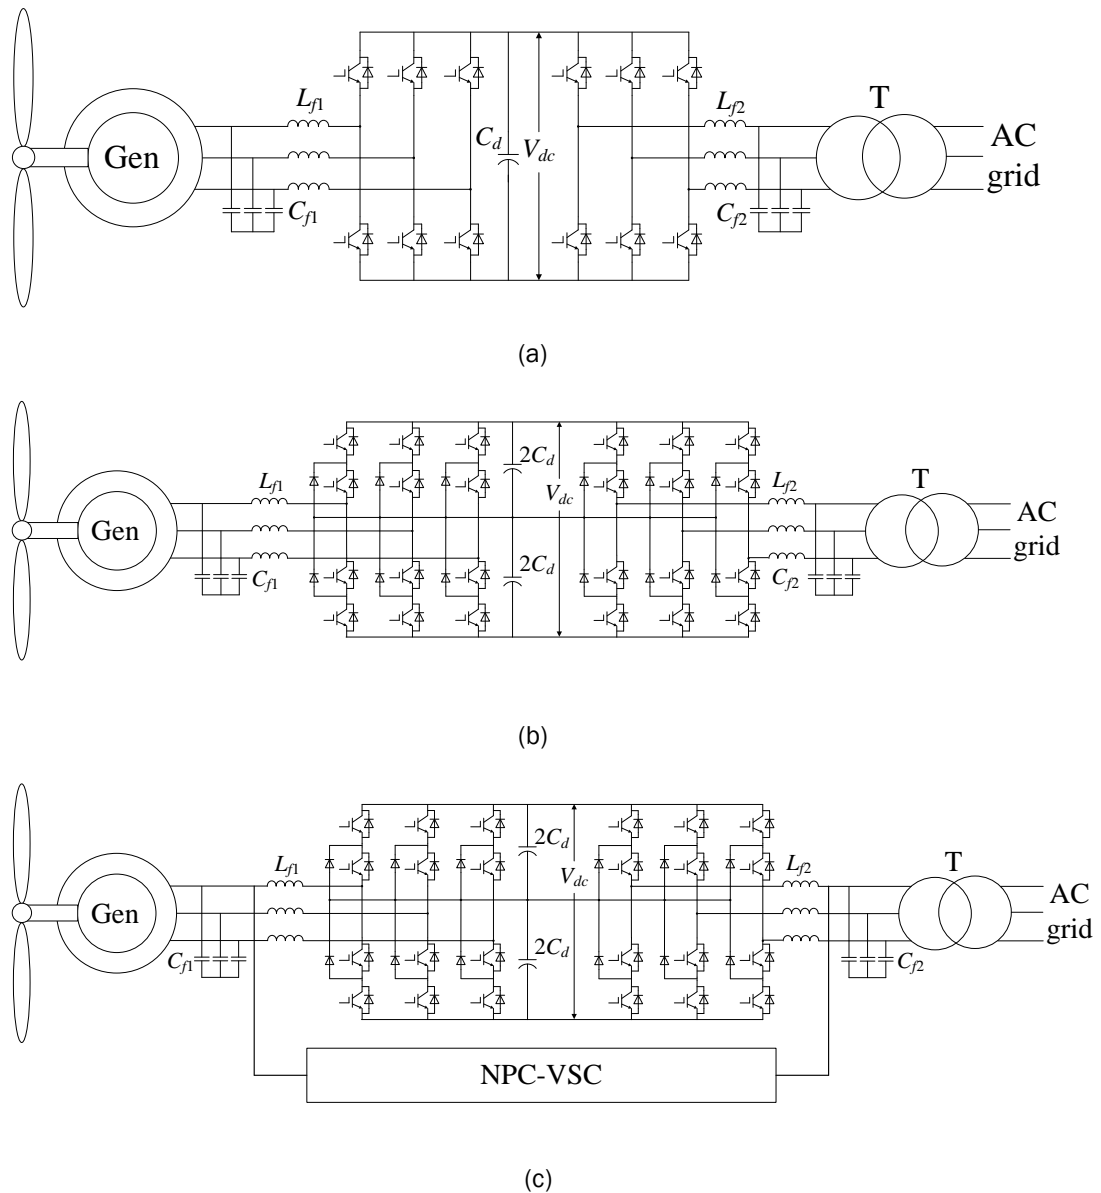 Gen
L_f1
C_f1
C_d
V_dc
L_f2
C_f2
T
AC
grid
(a)
Gen
L_f1
C_f1
2C_d
V_dc
2C_d
L_f2
C_f2
T
AC
grid
(b)
Gen
L_f1
C_f1
2C_d
V_dc
2C_d
L_f2
C_f2
T
AC
grid
NPC-VSC
(c)